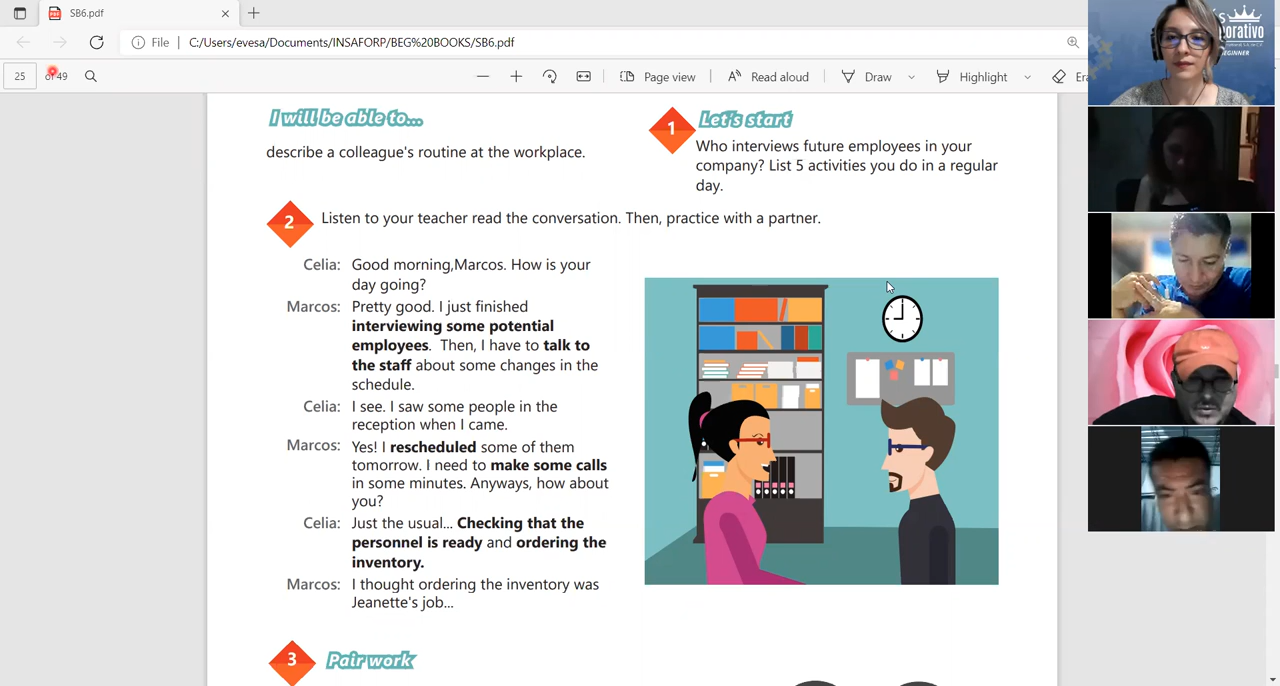 SB6.pdf
File
C:/Users/evesa/Documents/INSAFORP/BEG%20BOOKS/SB6.pdf
25
of 49
Page view
Read aloud
Draw
Highlight
I will be able to...
describe a colleague's routine at the workplace.
1
Let's start
Who interviews future employees in your
company? List 5 activities you do in a regular
day.
2
Listen to your teacher read the conversation. Then, practice with a partner.
Celia: Good morning,Marcos. How is your
day going?
Marcos: Pretty good. I just finished
interviewing some potential
employees. Then, I have to talk to
the staff about some changes in the
schedule.
Celia: I see. I saw some people in the
reception when I came.
Marcos: Yes! I rescheduled some of them
tomorrow. I need to make some calls
in some minutes. Anyways, how about
you?
Celia: Just the usual... Checking that the
personnel is ready and ordering the
inventory.
Marcos: I thought ordering the inventory was
Jeanette's job...
3
Pair work